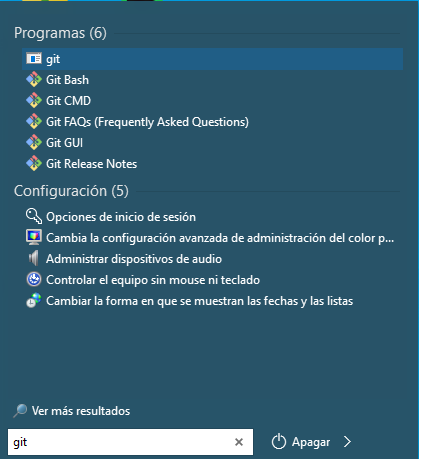 Programas (6)
git
Git Bash
Git CMD
Git FAQs (Frequently Asked Questions)
Git GUI
Git Release Notes
Configuración (5)
Opciones de inicio de sesión
Cambia la configuración avanzada de administración del color p...
Administrar dispositivos de audio
Controlar el equipo sin mouse ni teclado
Cambiar la forma en que se muestran las fechas y las listas
Ver más resultados
git Apagar